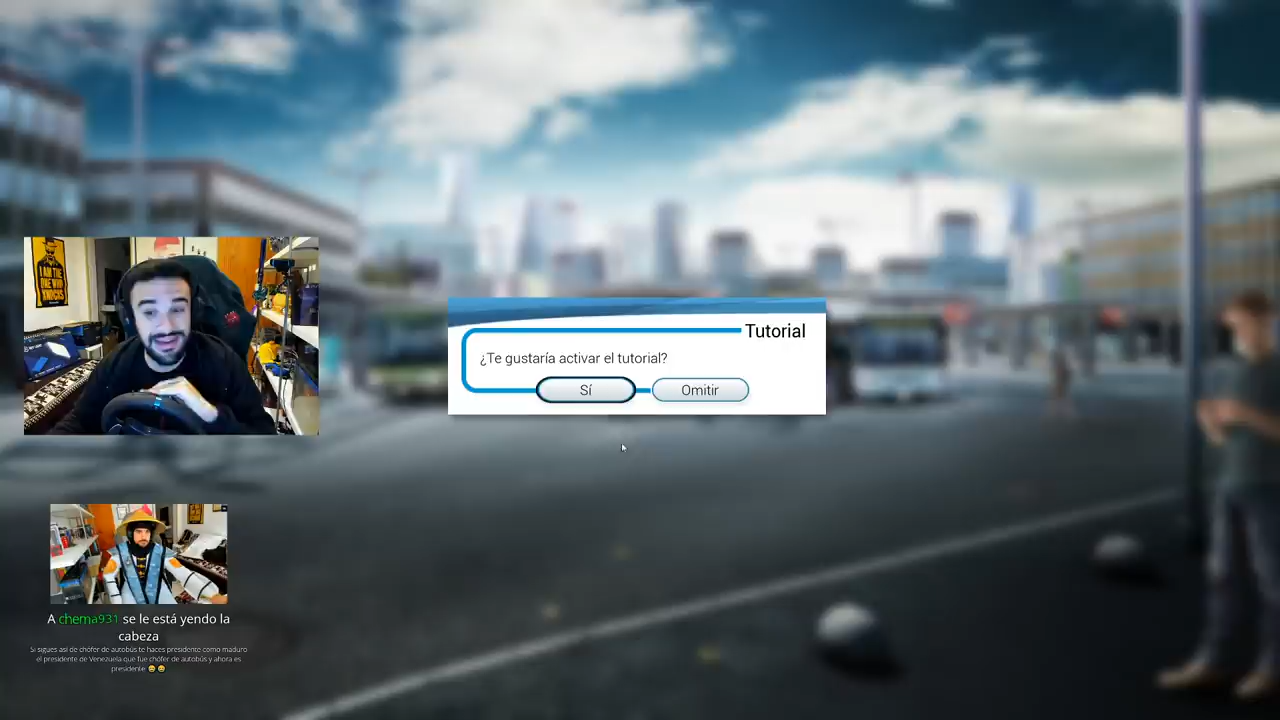 Tutorial
¿Te gustaría activar el tutorial?
Sí
Omitir
I AM THE
ONE WHO
KNOCKS
A chema931 se le está yendo la
cabeza
Si sigues asi de chófer de autobús te haces presidente como maduro
el presidente de Venezuela que fue chófer de autobús y ahora es
presidente 😄 😄